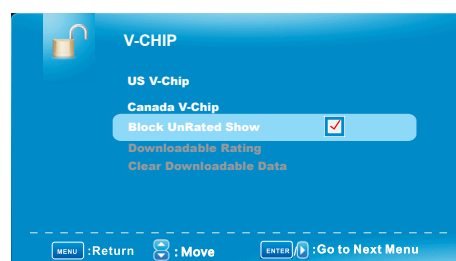 V-CHIP
US V-Chip
Canada V-Chip
Block UnRated Show
Downloadable Rating
Clear Downloadable Data
MENU :Return : Move ENTER / :Go to Next Menu